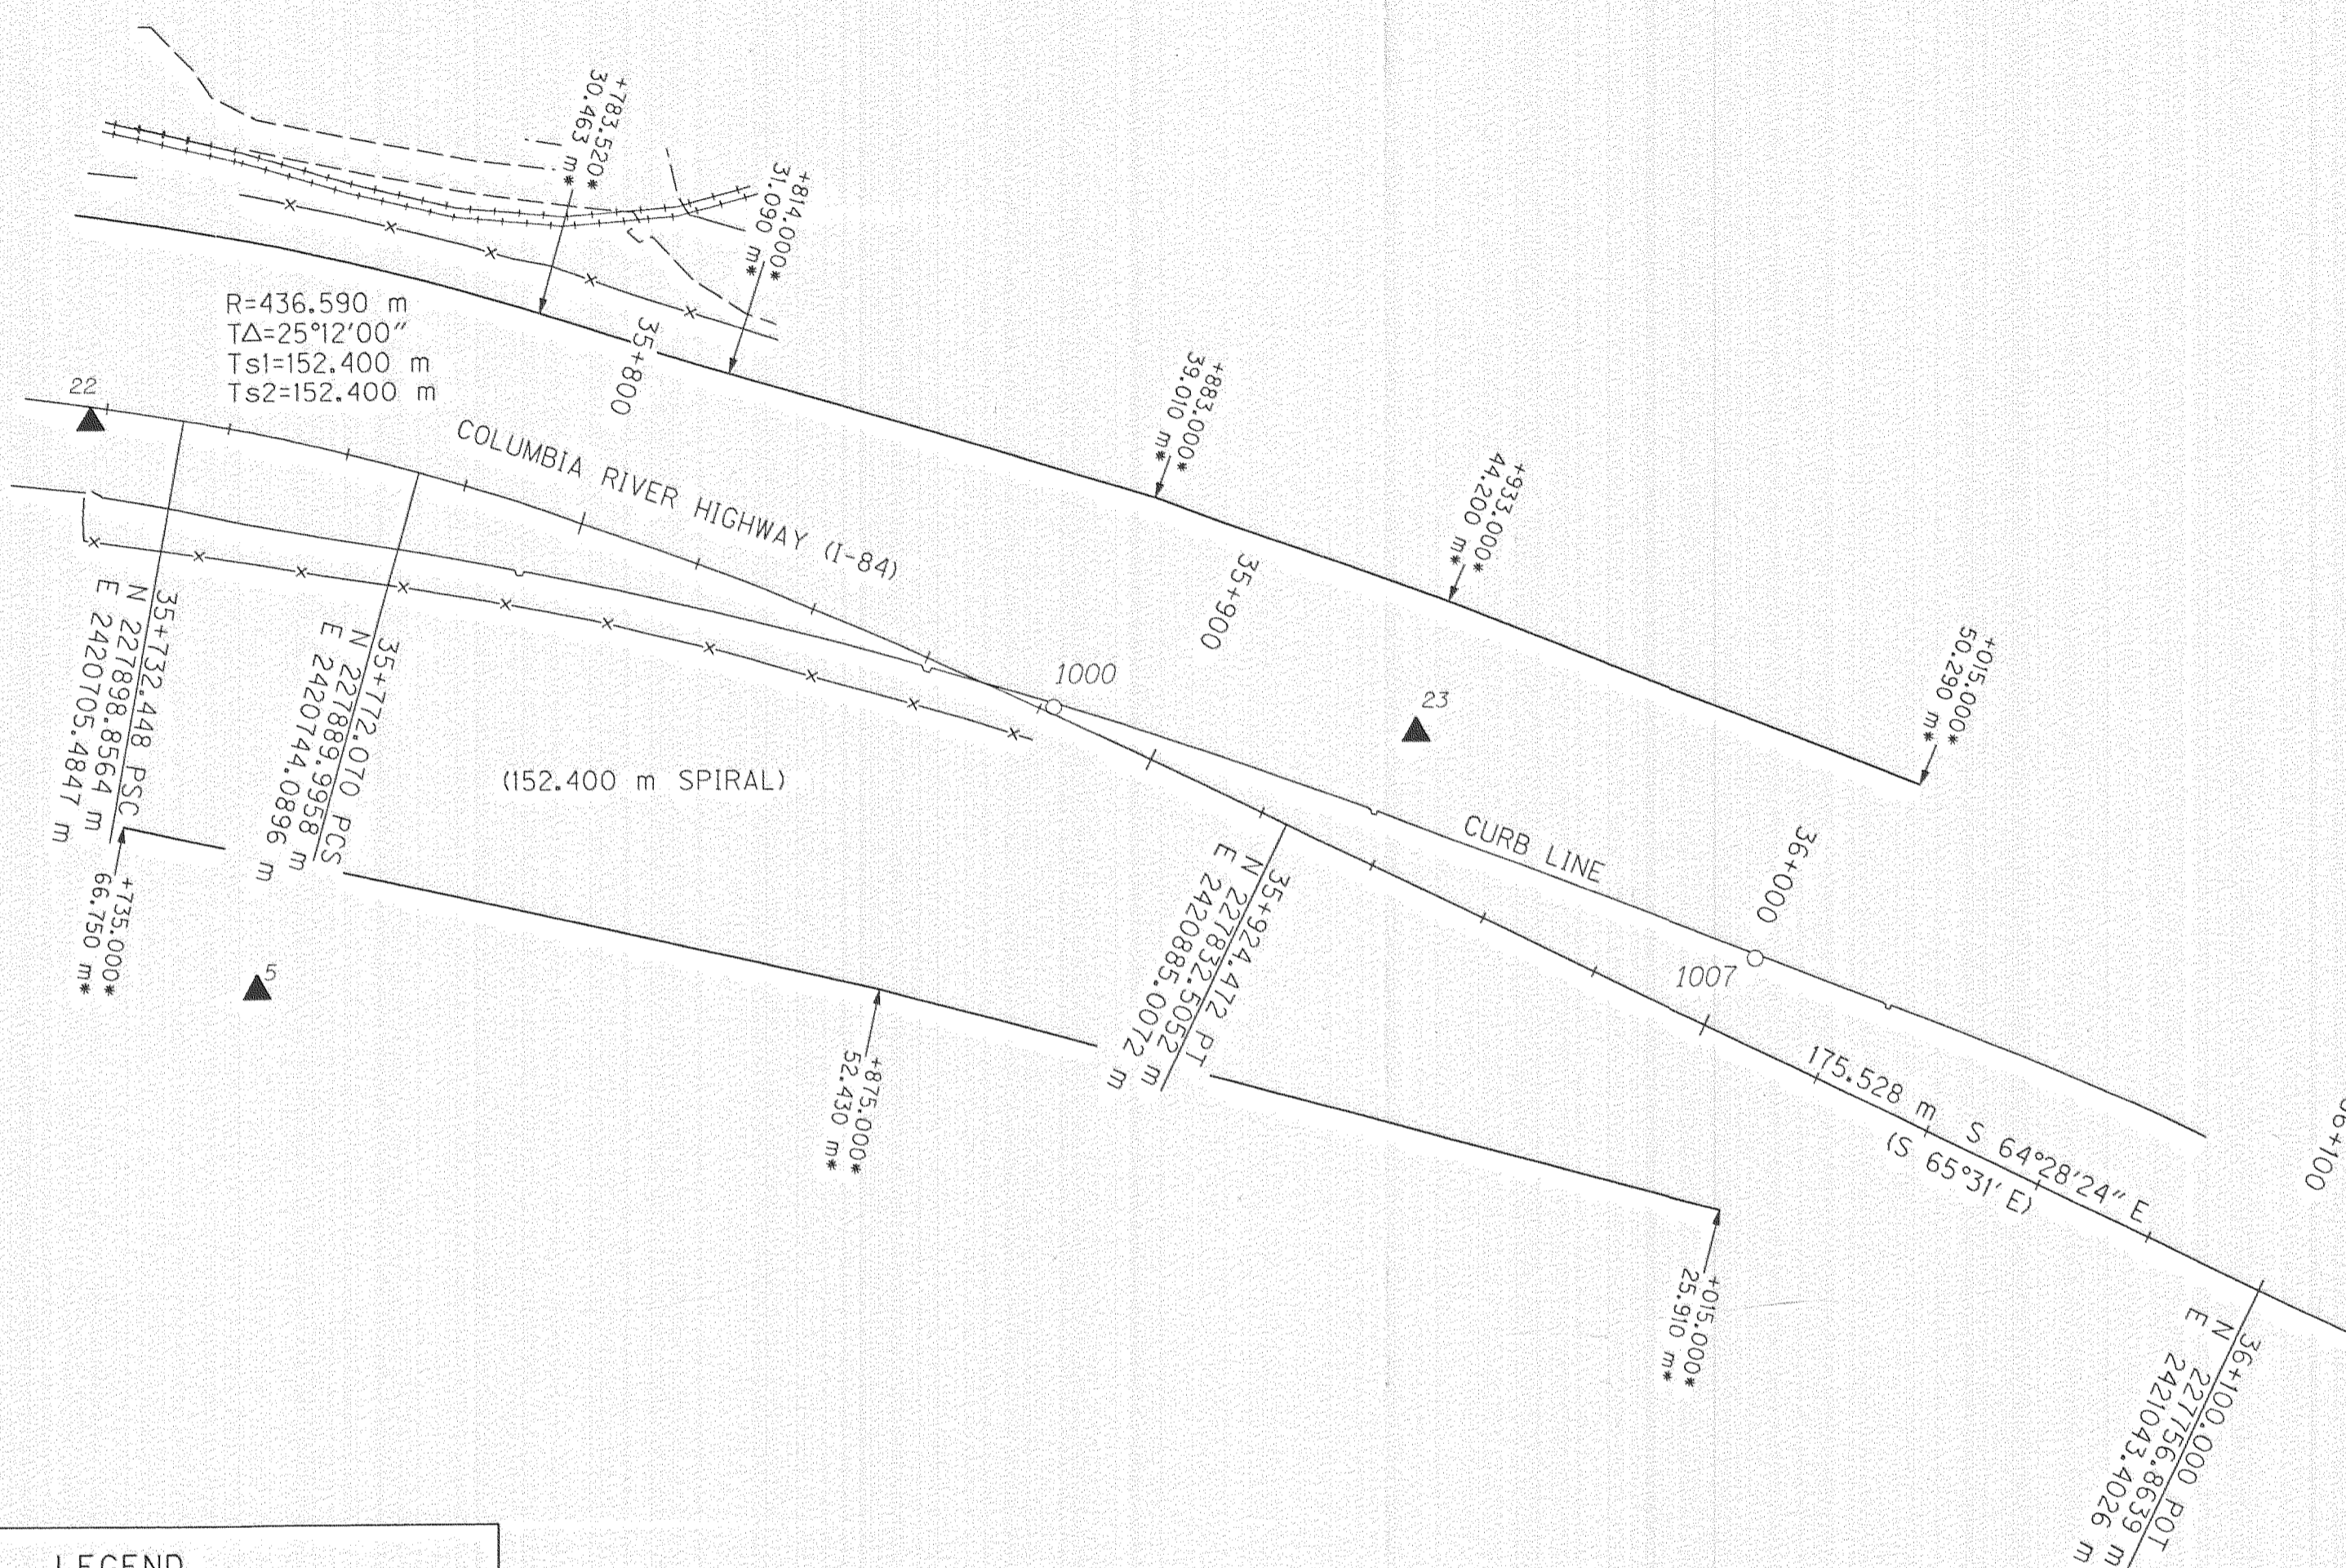 +783.520*
30.463 m*
+814.000*
31.090 m*
R=436.590 m
TΔ=25°12'00"
Ts1=152.400 m
Ts2=152.400 m
22
35+800
COLUMBIA RIVER HIGHWAY (I-84)
+883.000*
39.010 m*
+933.000*
44.200 m*
35+900
+015.000*
50.290 m*
35+732.448 PSC
N 227898.8564 m
E 2420705.4847 m
35+772.070 PCS
N 227889.9958 m
E 2420744.0896 m
1000
23
(152.400 m SPIRAL)
CURB LINE
36+000
+735.000*
66.750 m*
5
35+924.472 PT
N 227832.5052 m
E 2420885.0072 m
1007
+875.000*
52.430 m*
175.528 m S 64°28'24" E
(S 65°31' E)
36+100
+015.000*
25.910 m*
36+100.000 POT
N 227756.8639 m
E 2421043.4026 m
LEGEND